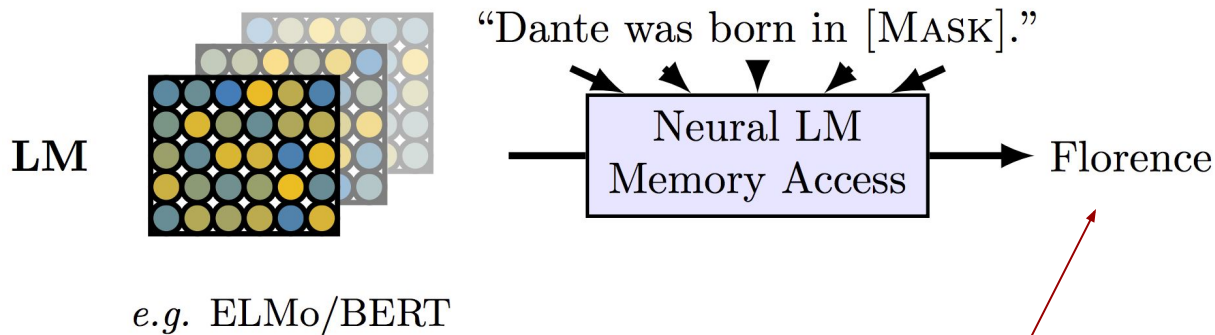 “Dante was born in [MASK].”
LM
Neural LM
Memory Access
Florence
e.g. ELMo/BERT